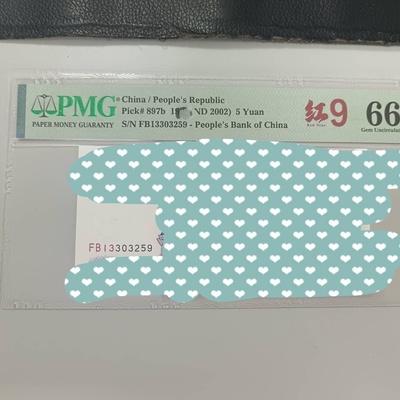 PMG
PAPER MONEY GUARANTY
China / People's Republic
Pick# 897b ND 2002) 5 Yuan
S/N FB13303259 - People's Bank of China
红9
66
Gem Uncirculated
FB13303259